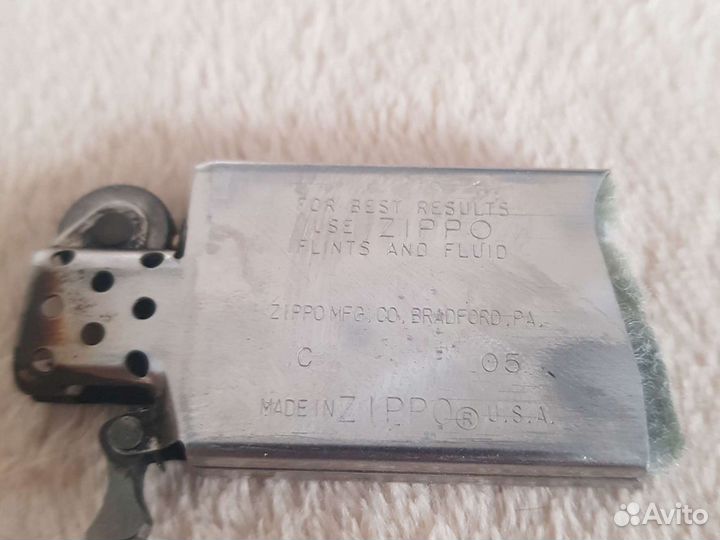 FOR BEST RESULTS
USE ZIPPO
FLINTS AND FLUID
ZIPPO MFG. CO. BRADFORD, PA.
C 05
MADE IN ZIPPO ® U.S.A.
Avito